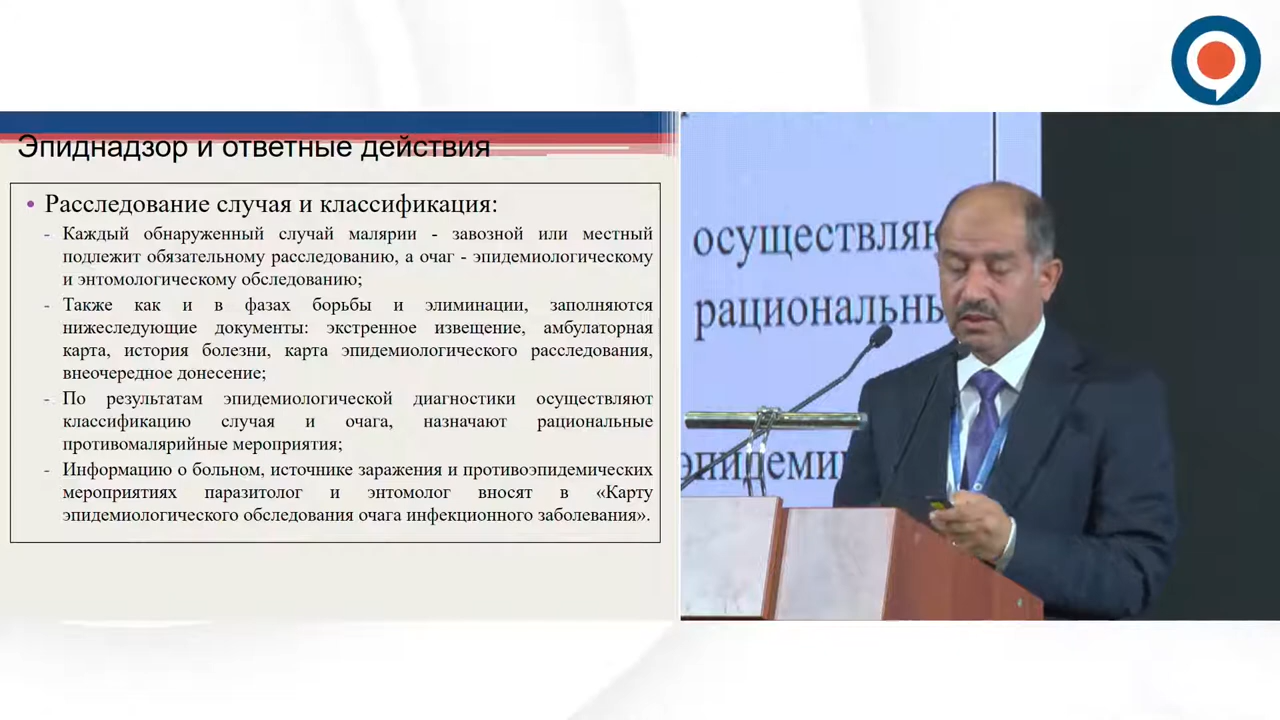 Эпиднадзор и ответные действия
• Расследование случая и классификация:
- Каждый обнаруженный случай малярии - завозной или местный
подлежит обязательному расследованию, а очаг - эпидемиологическому
и энтомологическому обследованию;
- Также как и в фазах борьбы и элиминации, заполняются
нижеследующие документы: экстренное извещение, амбулаторная
карта, история болезни, карта эпидемиологического расследования,
внеочередное донесение;
- По результатам эпидемиологической диагностики осуществляют
классификацию случая и очага, назначают рациональные
противомалярийные мероприятия;
- Информацию о больном, источнике заражения и противоэпидемических
мероприятиях паразитолог и энтомолог вносят в «Карту
эпидемиологического обследования очага инфекционного заболевания».
осуществляю
рациональны
эпидеми